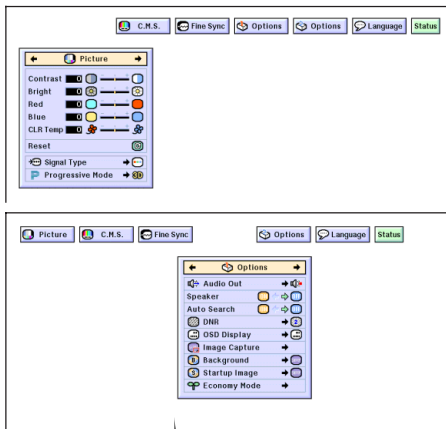 C.M.S. Fine Sync Options Options Language Status
Picture
Contrast 0
Bright 0
Red 0
Blue 0
CLR Temp 0
Reset
Signal Type
Progressive Mode 3D
Picture C.M.S. Fine Sync Options Language Status
Options
Audio Out
Speaker
Auto Search
DNR 2
OSD Display
Image Capture
B Background
S Startup Image
Economy Mode